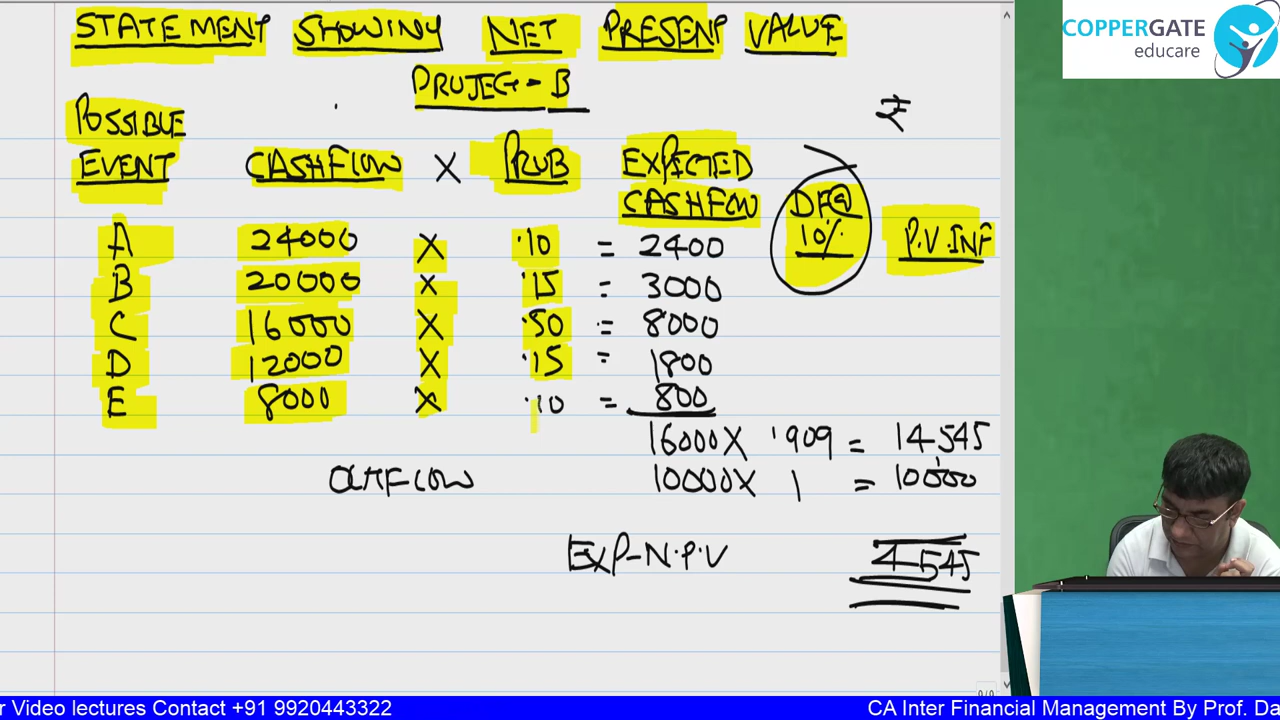 COPPERGATE
educare
STATEMENT SHOWING NET PRESENT VALUE
PROJECT - B
₹
POSSIBLE
EVENT CASHFLOW X PROB EXPECTED CASHFLOW DF@ 10% P.V.INF
A 24000 X .10 = 2400
B 20000 X .15 = 3000
C 16000 X .50 = 8000
D 12000 X .15 = 1800
E 8000 X .10 = 800
16000 X .909 = 14545
OUTFLOW 10000 X 1 = 10000
EXP-N.P.V 4545
r Video lectures Contact +91 9920443322 CA Inter Financial Management By Prof. Da